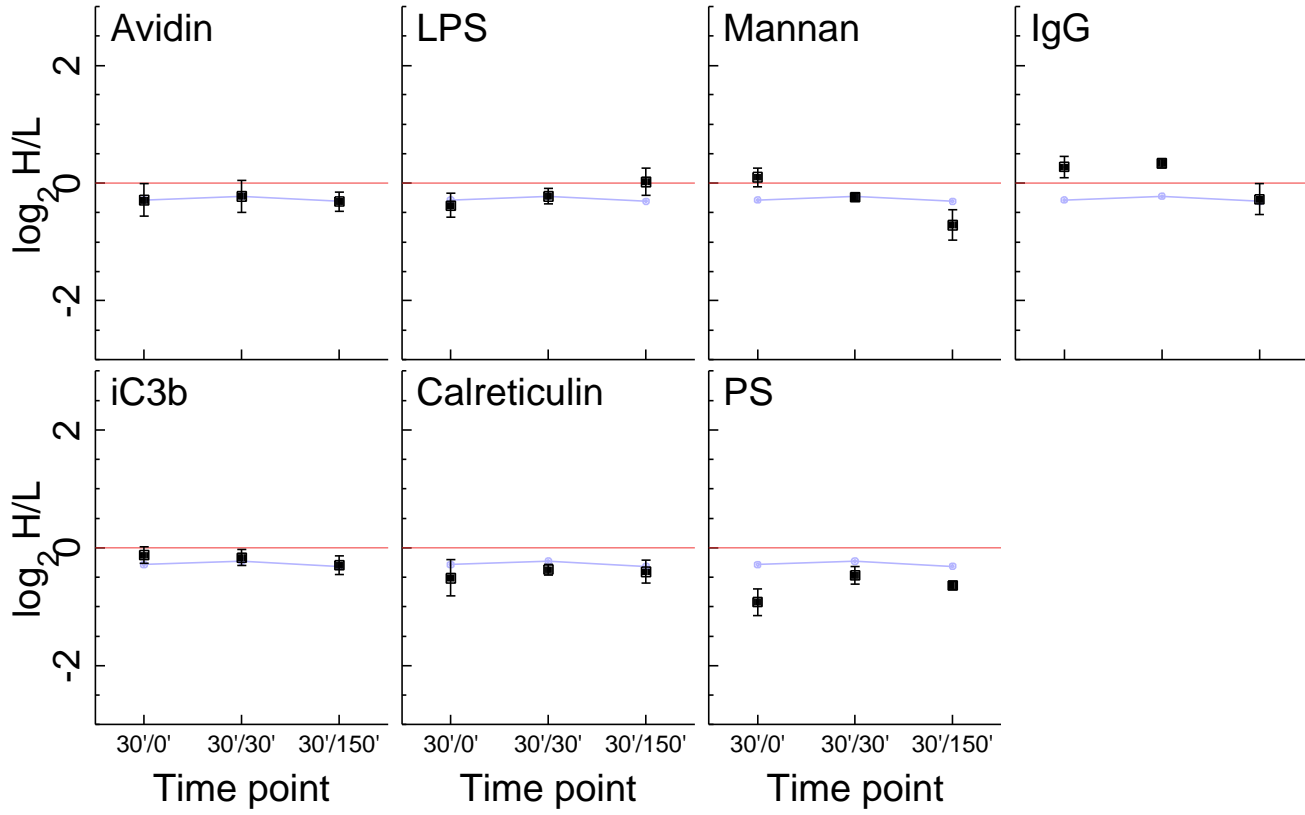 Avidin
LPS
Mannan
IgG
2
0
-2
log2 H/L
iC3b
Calreticulin
PS
2
0
-2
log2 H/L
30'/0' 30'/30' 30'/150'
30'/0' 30'/30' 30'/150'
30'/0' 30'/30' 30'/150'
Time point
Time point
Time point